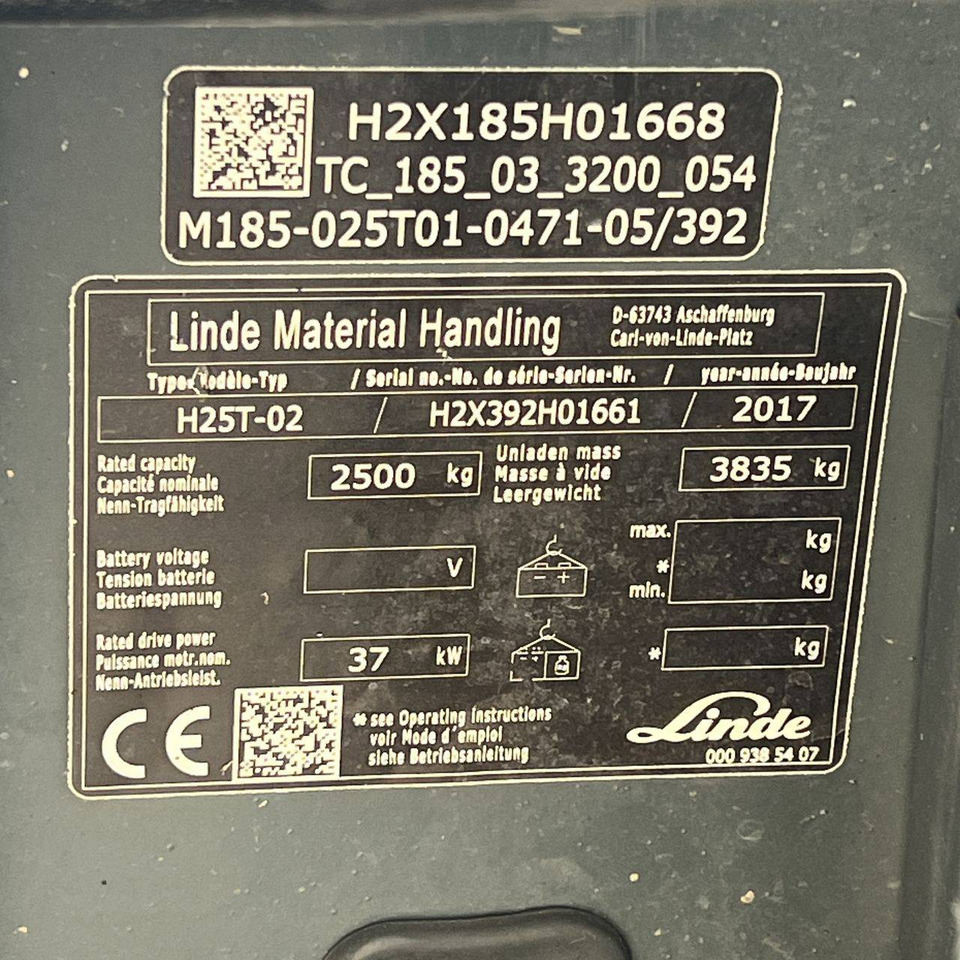 H2X185H01668
TC_185_03_3200_054
M185-025T01-0471-05/392
Linde Material Handling
D-63743 Aschaffenburg
Carl-von-Linde-Platz
Type-Modèle-Typ / Serial no.-No. de série-Serien-Nr. / year-année-Baujahr
H25T-02 / H2X392H01661 / 2017
Rated capacity
Capacité nominale
Nenn-Tragfähigkeit
2500 kg
Unladen mass
Masse à vide
Leergewicht
3835 kg
Battery voltage
Tension batterie
Batteriespannung
V
- +
max.
*
min.
kg
kg
Rated drive power
Puissance motr.nom.
Nenn-Antriebsleist.
37 kW
*
kg
CE
* see Operating instructions
voir Mode d'emploi
siehe Betriebsanleitung
Linde
000 938 54 07